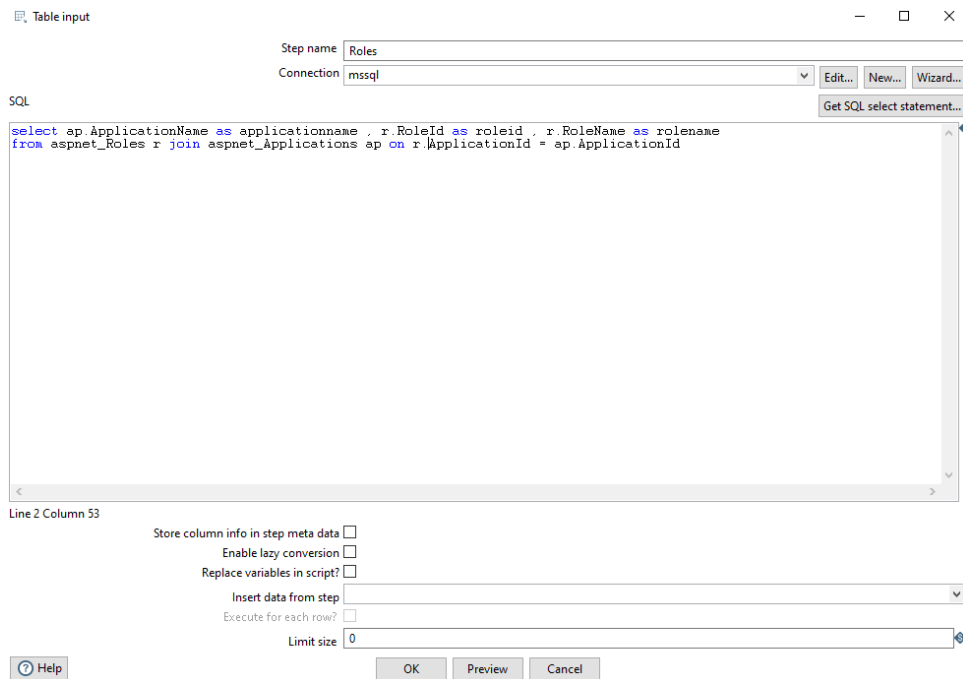 Table input
Step name Roles
Connection mssql Edit... New... Wizard...
SQL
Get SQL select statement...
select ap.ApplicationName as applicationname , r.RoleId as roleid , r.RoleName as rolename
from aspnet_Roles r join aspnet_Applications ap on r.ApplicationId = ap.ApplicationId
Line 2 Column 53
Store column info in step meta data
Enable lazy conversion
Replace variables in script?
Insert data from step
Execute for each row?
Limit size 0
Help OK Preview Cancel